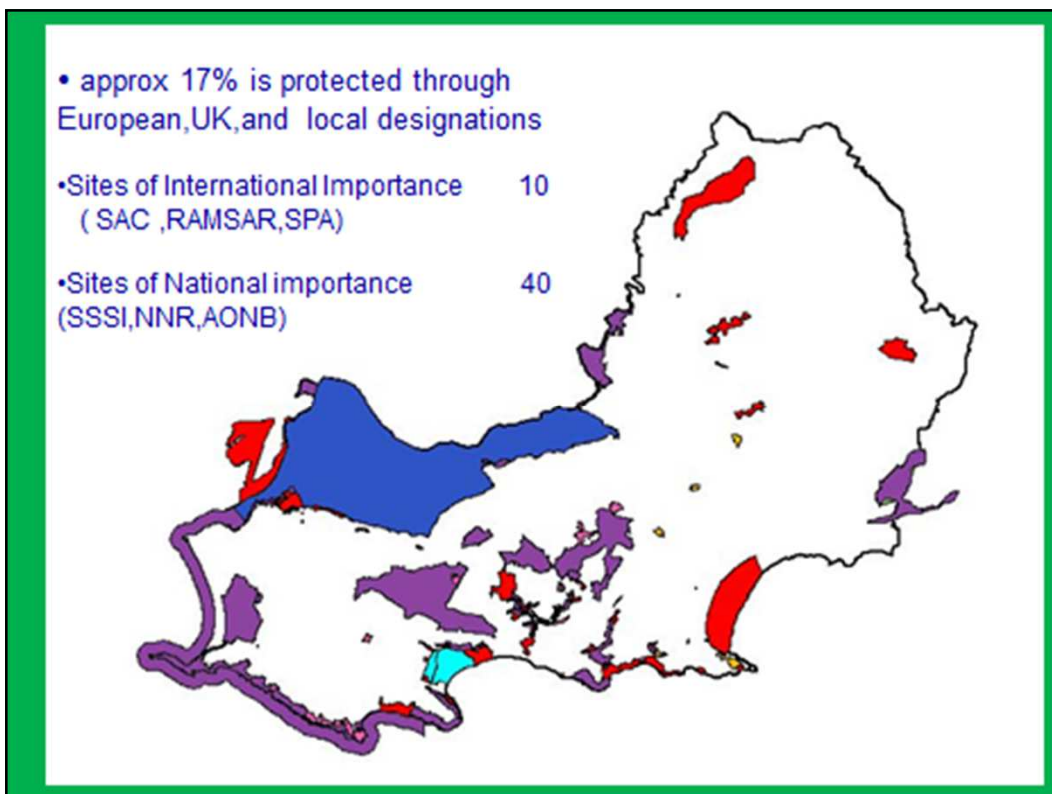 • approx 17% is protected through
European,UK,and local designations
•Sites of International Importance 10
( SAC ,RAMSAR,SPA)
•Sites of National importance 40
(SSSI,NNR,AONB)